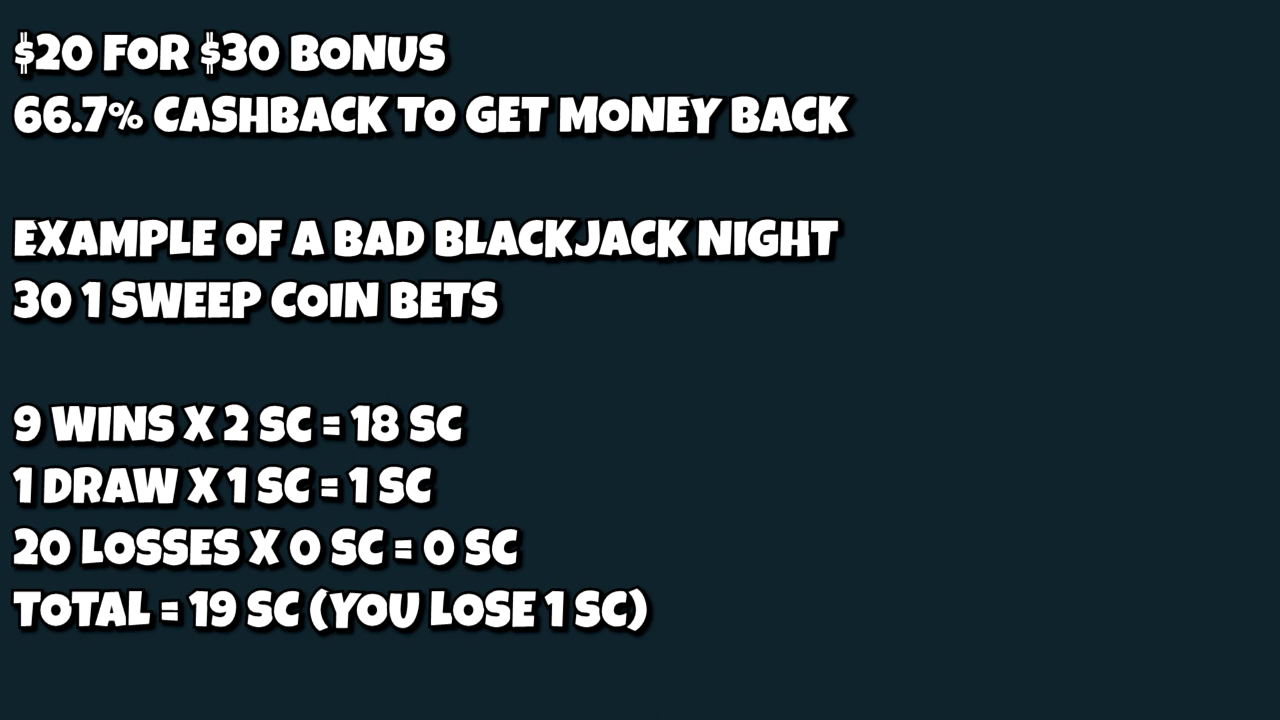 $20 FOR $30 BONUS
66.7% CASHBACK TO GET MONEY BACK
EXAMPLE OF A BAD BLACKJACK NIGHT
30 1 SWEEP COIN BETS
9 WINS X 2 SC = 18 SC
1 DRAW X 1 SC = 1 SC
20 LOSSES X 0 SC = 0 SC
TOTAL = 19 SC (YOU LOSE 1 SC)